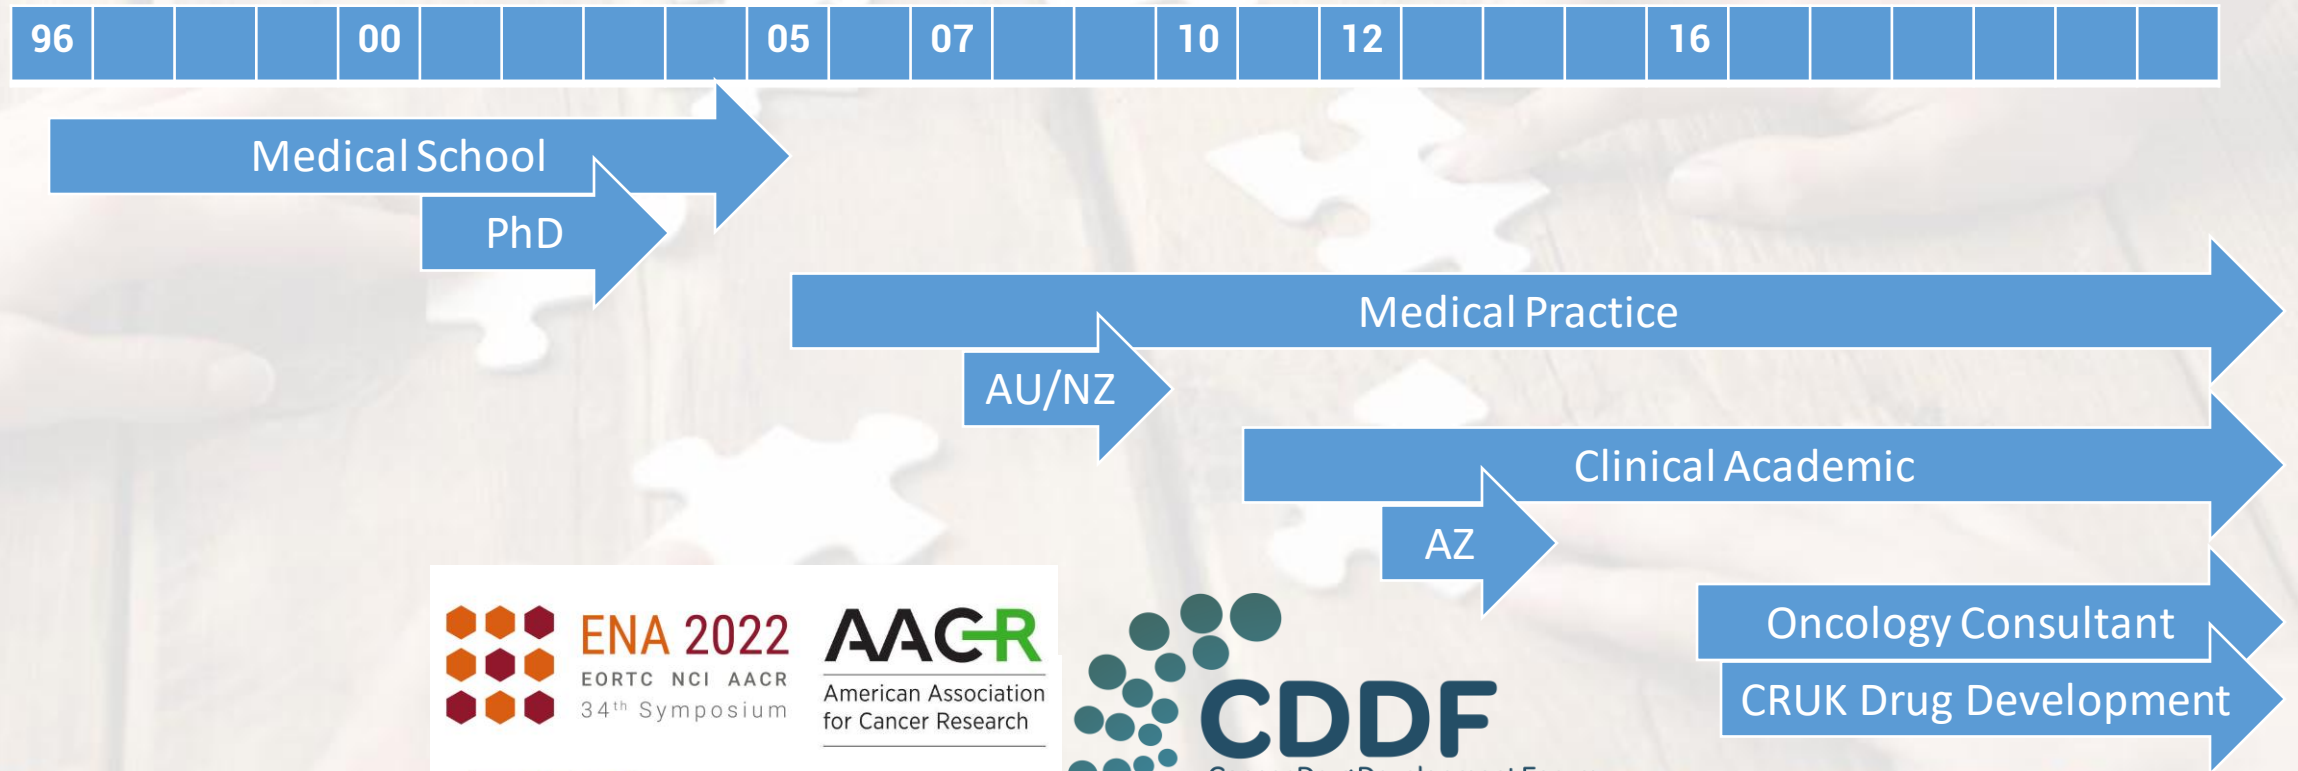 96 00 05 07 10 12 16
Medical School
PhD
Medical Practice
AU/NZ
Clinical Academic
AZ
Oncology Consultant
CRUK Drug Development
ENA 2022
EORTC NCI AACR
34th Symposium
AACR
American Association
for Cancer Research
CDDF